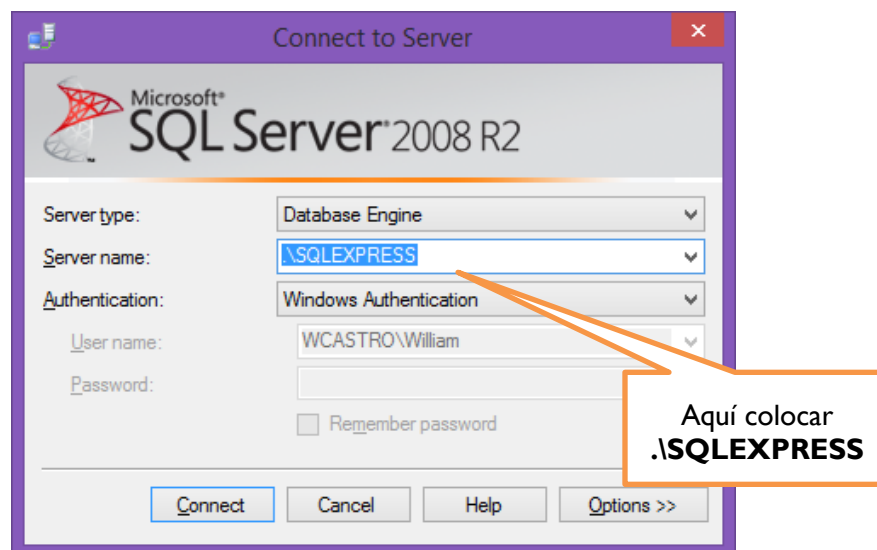 Connect to Server
Microsoft®
SQL Server® 2008 R2
Server type: Database Engine
Server name: .\SQLEXPRESS
Authentication: Windows Authentication
User name: WCASTRO\William
Password:
Remember password
Aquí colocar
.\SQLEXPRESS
Connect Cancel Help Options >>